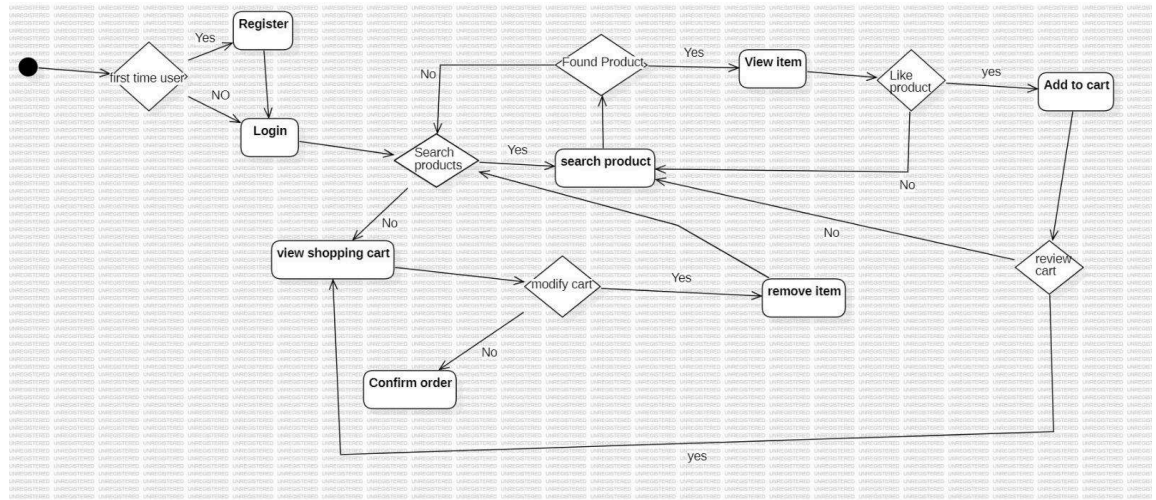 Register
Yes
first time user
NO
Login
Found Product
Yes
View item
Like
product
yes
Add to cart
No
Search
products
Yes
search product
No
No
view shopping cart
No
review
cart
modify cart
Yes
remove item
No
Confirm order
yes
UNREGISTERED